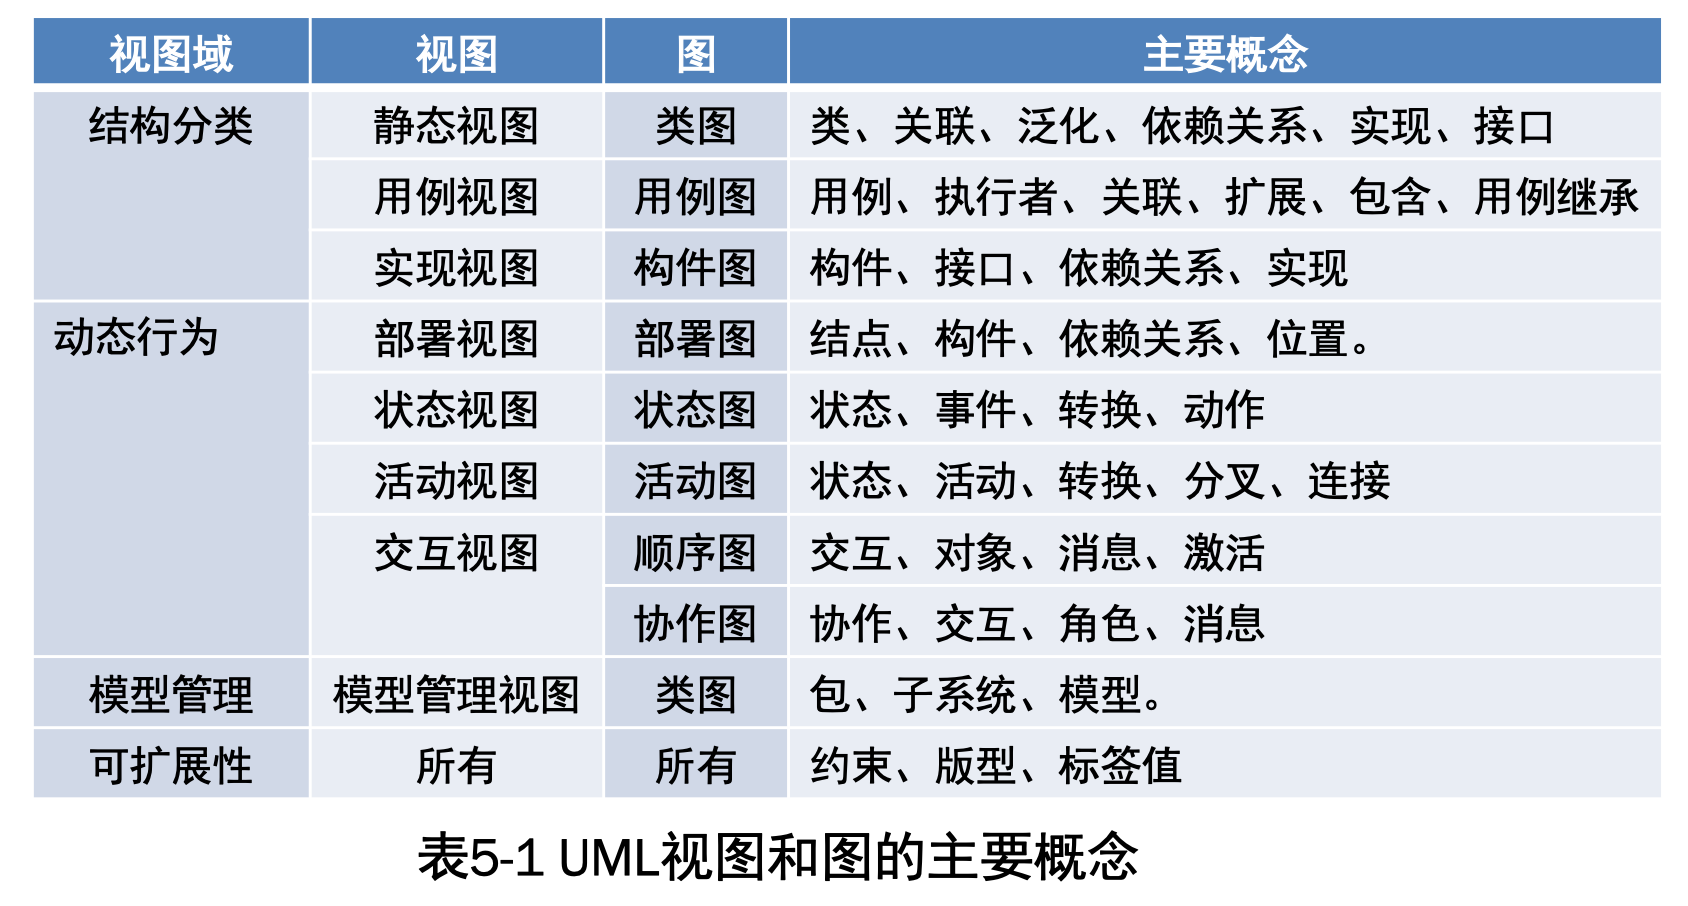 视图域 视图 图 主要概念
结构分类 静态视图 类图 类、关联、泛化、依赖关系、实现、接口
用例视图 用例图 用例、执行者、关联、扩展、包含、用例继承
实现视图 构件图 构件、接口、依赖关系、实现
动态行为 部署视图 部署图 结点、构件、依赖关系、位置。
状态视图 状态图 状态、事件、转换、动作
活动视图 活动图 状态、活动、转换、分叉、连接
交互视图 顺序图 交互、对象、消息、激活
协作图 协作、交互、角色、消息
模型管理 模型管理视图 类图 包、子系统、模型。
可扩展性 所有 所有 约束、版型、标签值
表5-1 UML视图和图的主要概念